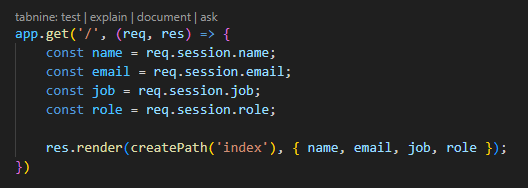 tabnine: test | explain | document | ask
app.get('/', (req, res) => {
    const name = req.session.name;
    const email = req.session.email;
    const job = req.session.job;
    const role = req.session.role;

    res.render(createPath('index'), { name, email, job, role });
})